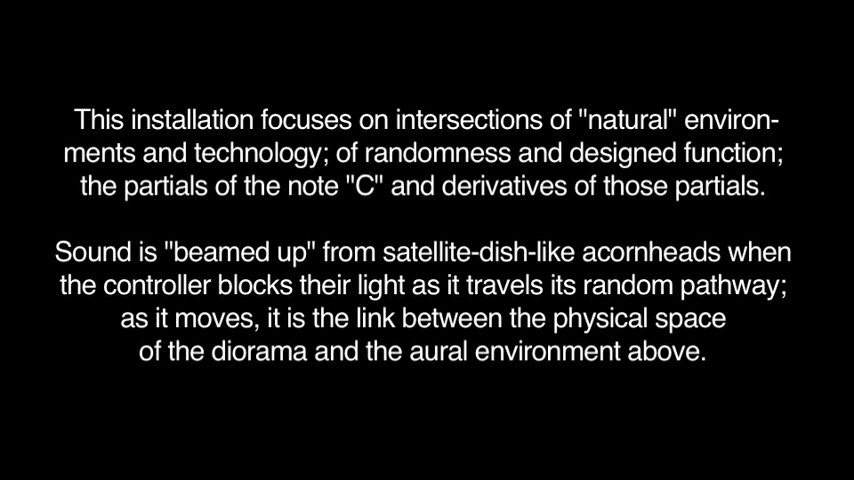 This installation focuses on intersections of "natural" environ-
ments and technology; of randomness and designed function;
the partials of the note "C" and derivatives of those partials.
Sound is "beamed up" from satellite-dish-like acornheads when
the controller blocks their light as it travels its random pathway;
as it moves, it is the link between the physical space
of the diorama and the aural environment above.